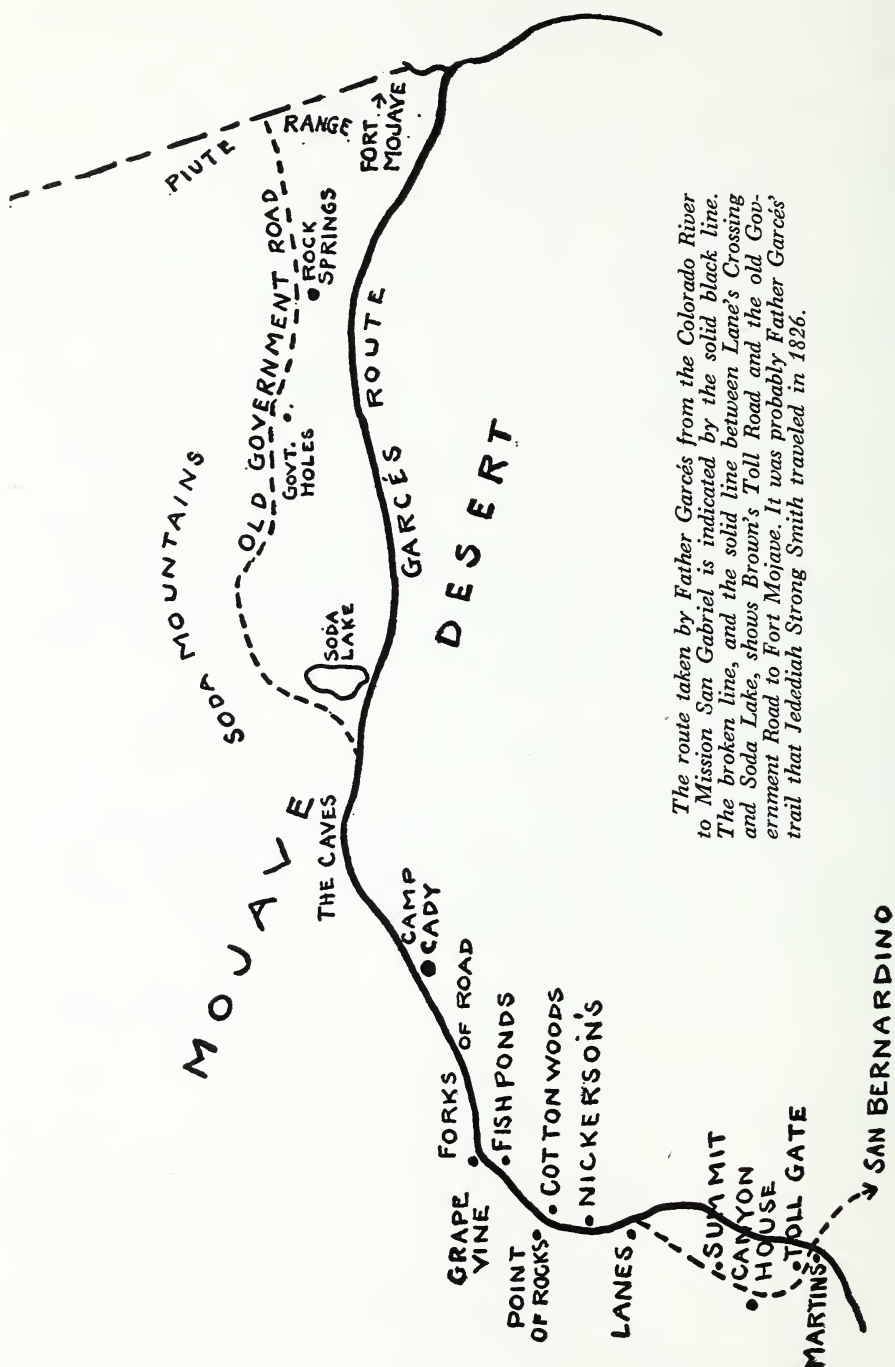 PIUTE
RANGE
FORT
MOJAVE
OLD GOVERNMENT ROAD
ROCK
SPRINGS
GOVT.
HOLES
SODA MOUNTAINS
GARCÉS ROUTE
SODA
LAKE
MOJAVE
DESERT
THE CAVES
CAMP
CADY
FORKS OF ROAD
GRAPE
VINE
FISH PONDS
COTTONWOODS
POINT
OF ROCKS
NICKERSON'S
LANES
SUMMIT
CANYON
HOUSE
TOLL GATE
MARTINS
SAN BERNARDINO
The route taken by Father Garcés from the Colorado River
to Mission San Gabriel is indicated by the solid black line.
The broken line, and the solid line between Lane's Crossing
and Soda Lake, shows Brown's Toll Road and the old Gov-
ernment Road to Fort Mojave. It was probably Father Garcés'
trail that Jedediah Strong Smith traveled in 1826.